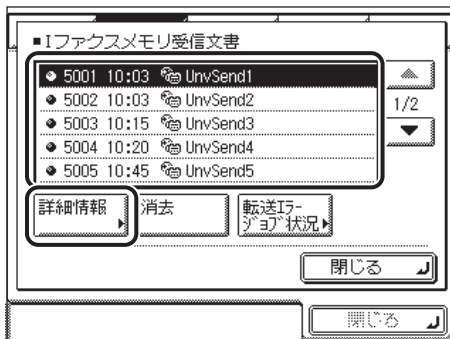 ■Iファクスメモリ受信文書
5001 10:03 UnvSend1
5002 10:03 UnvSend2
1/2
5003 10:15 UnvSend3
5004 10:20 UnvSend4
5005 10:45 UnvSend5
詳細情報 消去 転送エラー
ジョブ状況
閉じる
閉じる